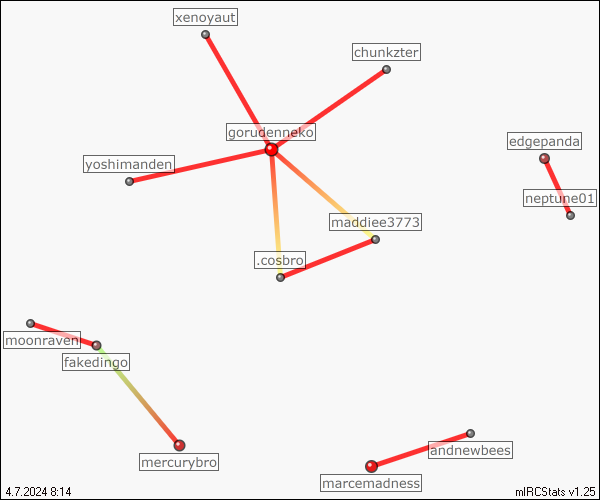 xenoyaut
chunkzter
gorudenneko
edgepanda
yoshimanden
neptune01
maddiee3773
.cosbro
moonraven
fakedingo
andnewbees
mercurybro
marcemadness
4.7.2024 8:14
mIRCStats v1.25